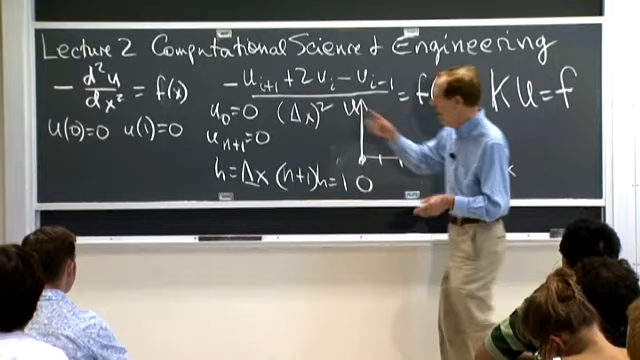 Lecture 2 Computational Science & Engineering
- d²u/dx² = f(x)
u(0)=0 u(1)=0
-u_{i+1} + 2u_i - u_{i-1} / (Δx)² = f(
u_0=0
u_{n+1}=0
h=Δx (n+1)h=1
u
0
KU=f